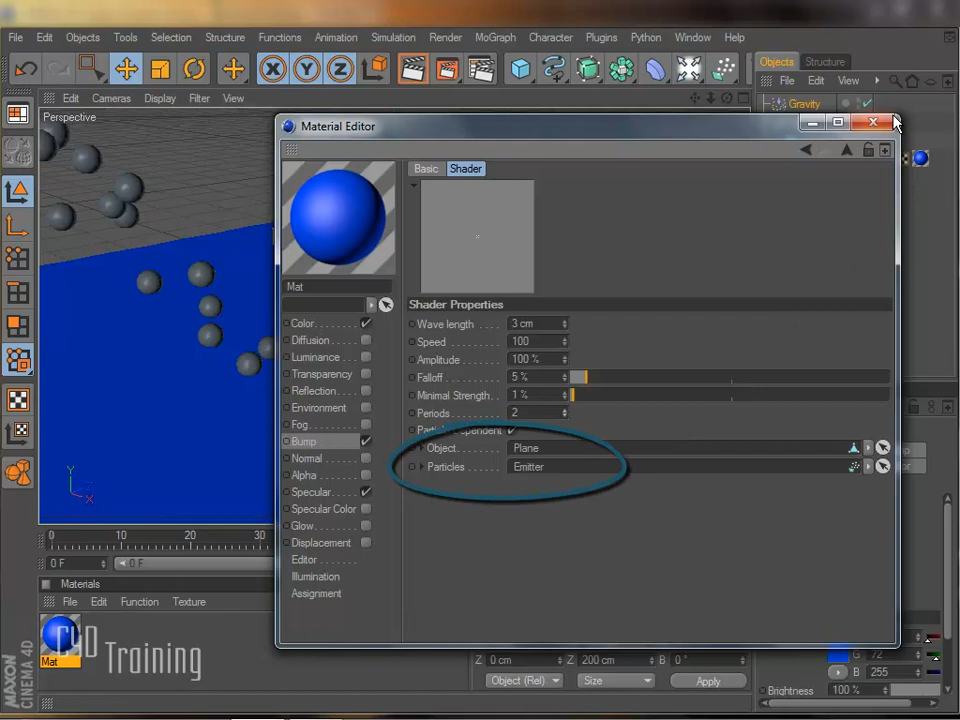 File Edit Objects Tools Selection Structure Functions Animation Simulation Render MoGraph Character Plugins Python Window Help
X Y Z
Objects Structure
File Edit View
Edit Cameras Display Filter View
Perspective
Gravity
Material Editor
Basic Shader
Mat
Shader Properties
Wave length 3 cm
Speed 100
Amplitude 100 %
Falloff 5 %
Minimal Strength 1 %
Periods 2
Object Plane
Particles Emitter
Color
Diffusion
Luminance
Transparency
Reflection
Environment
Fog
Bump
Normal
Alpha
Specular
Specular Color
Glow
Displacement
Editor
Illumination
Assignment
Y
X
0 10 20 30
0 F 0 F
Materials
File Edit Function Texture
Mat
C4D Training
MAXON CINEMA 4D
Z 0 cm Z 200 cm B 0 °
Object (Rel) Size Apply
G 72
B 255
Brightness 100 %